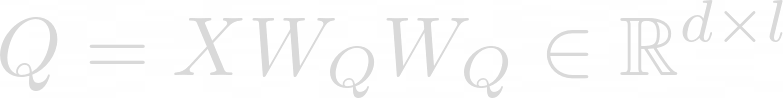 Q = XW_Q W_Q ∈ ℝ^{d×l}